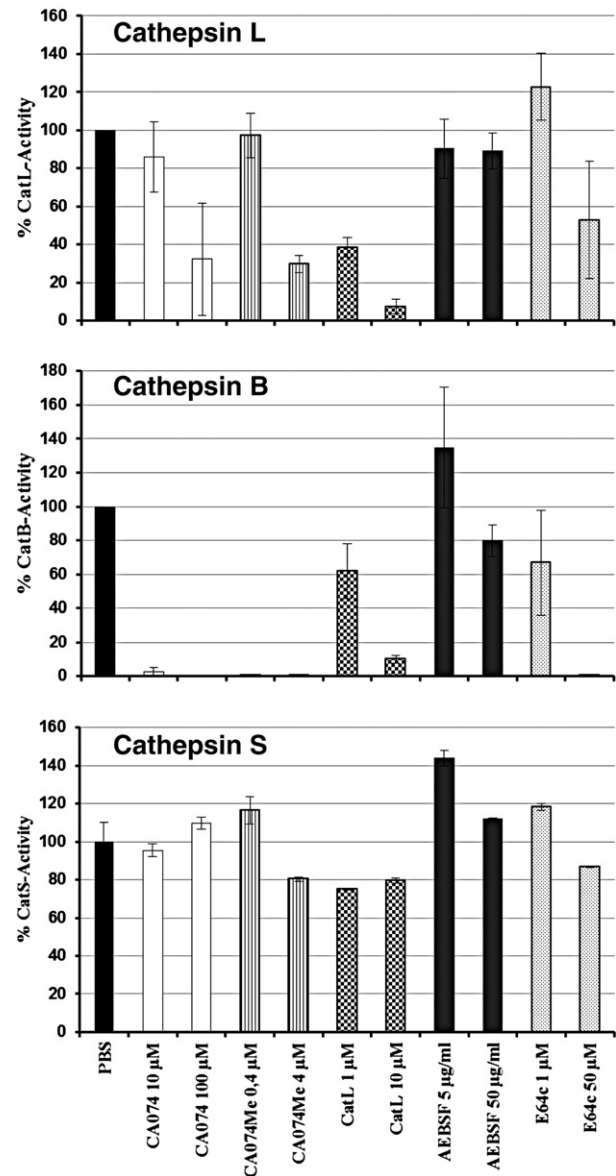 Cathepsin L
% CatL-Activity
160
140
120
100
80
60
40
20
0
Cathepsin B
% CatB-Activity
180
160
140
120
100
80
60
40
20
0
Cathepsin S
% CatS-Activity
160
140
120
100
80
60
40
20
0
PBS
CA074 10 µM
CA074 100 µM
CA074Me 0,4 µM
CA074Me 4 µM
CatL 1 µM
CatL 10 µM
AEBSF 5 µg/ml
AEBSF 50 µg/ml
E64c 1 µM
E64c 50 µM